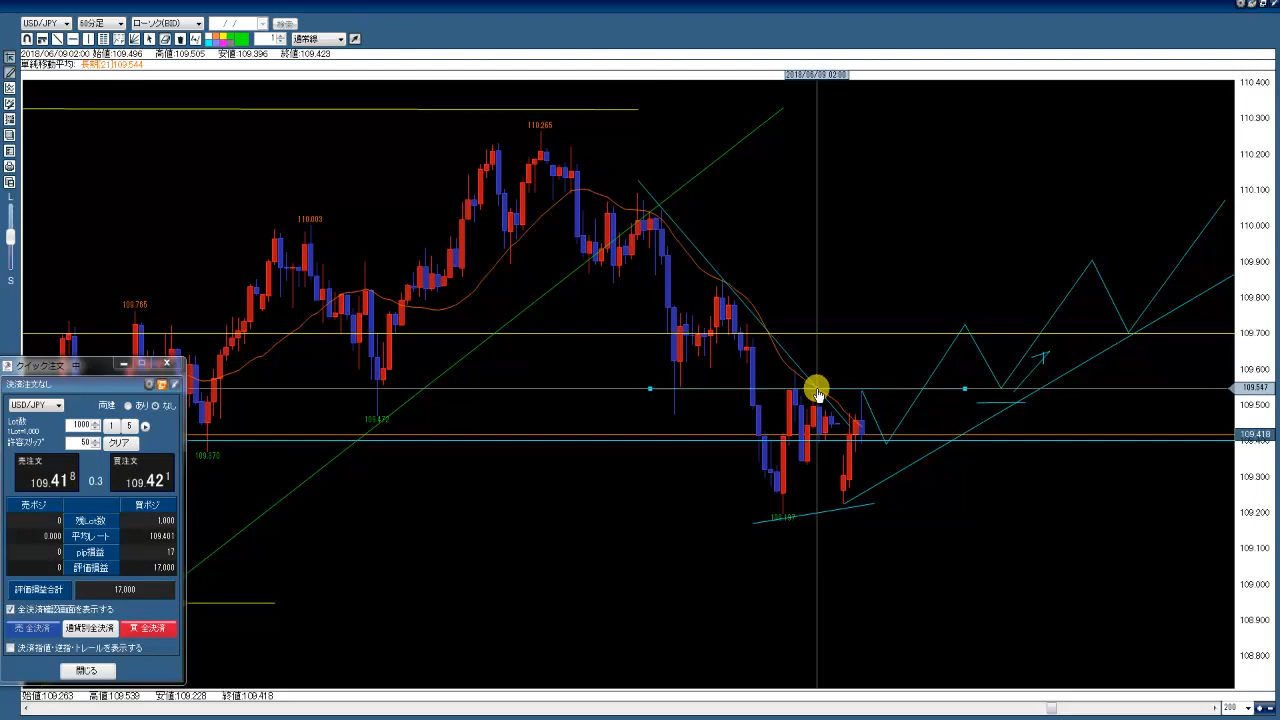 USD/JPY 60分足 ローソク(BID) / / 検索
1 通常線
2018/06/09 02:00 始値:109.496 高値:109.505 安値:109.396 終値:109.423
単純移動平均: 長期[21]109.544
2018/06/09 02:00
110.400
110.300
110.200
110.100
110.000
109.900
109.800
109.700
109.600
109.547
109.500
109.418
109.400
109.300
109.200
109.100
109.000
108.900
108.800
110.265
110.003
109.765
109.472
109.370
109.197
L
S
クイック注文
決済注文なし
USD/JPY 両建 あり なし
Lot数 1000 1 5
1Lot=1,000
許容スリップ 50 クリア
売注文 買注文
109.418 0.3 109.421
売ポジ 買ポジ
0 残Lot数 1,000
0.000 平均レート 109.401
0 pip損益 17
0 評価損益 17,000
評価損益合計 17,000
全決済確認画面を表示する
売 全決済 通貨別全決済 買 全決済
決済指値・逆指・トレールを表示する
閉じる
始値:109.263 高値:109.539 安値:109.228 終値:109.418
200